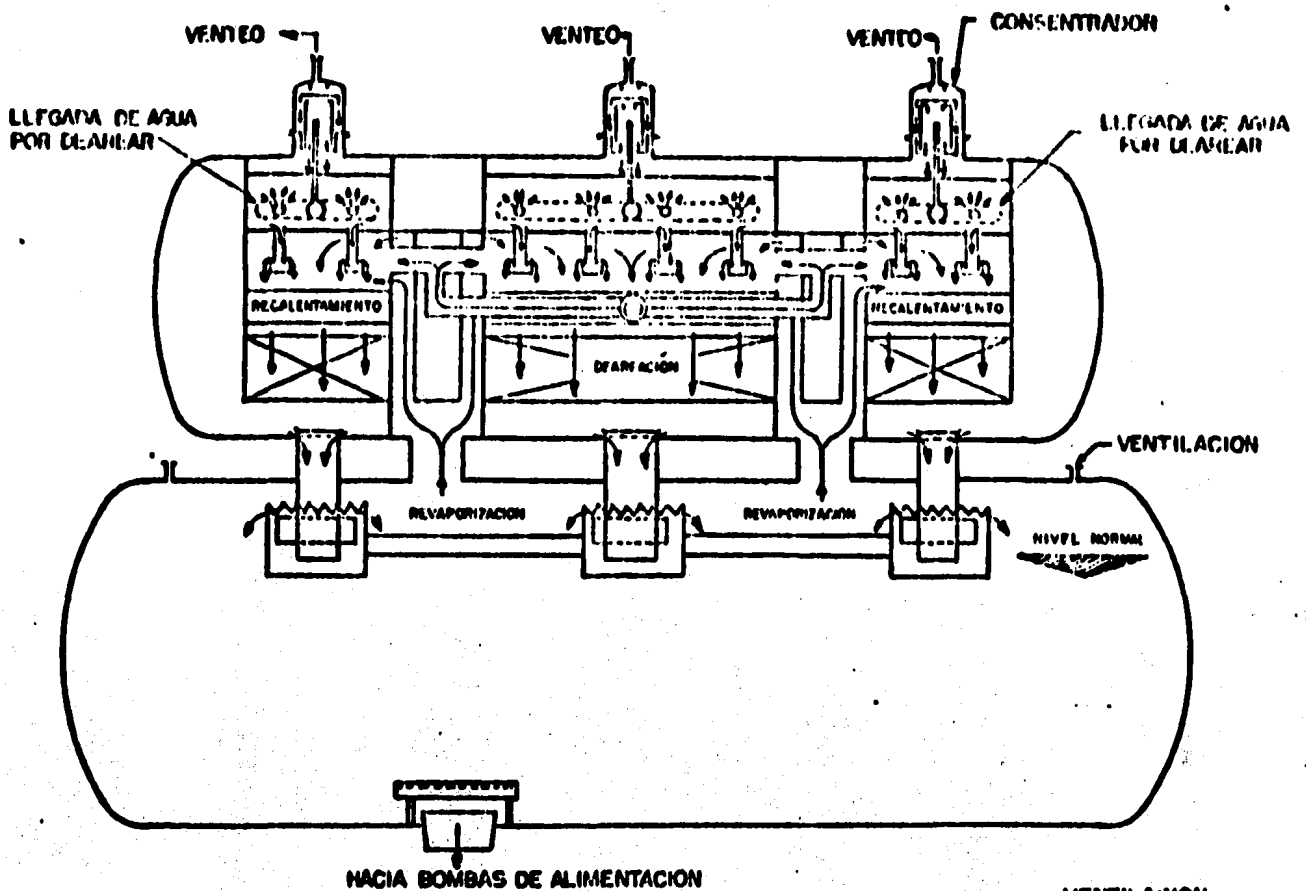 VENTEO
VENTEO
VENTEO
CONSENTRADOR
LLEGADA DE AGUA
POR DEAREAR
LLEGADA DE AGUA
POR DEAREAR
RECALENTAMIENTO
RECALENTAMIENTO
DEAREACIÓN
VENTILACION
REVAPORIZACION
REVAPORIZACION
NIVEL NORMAL
HACIA BOMBAS DE ALIMENTACION